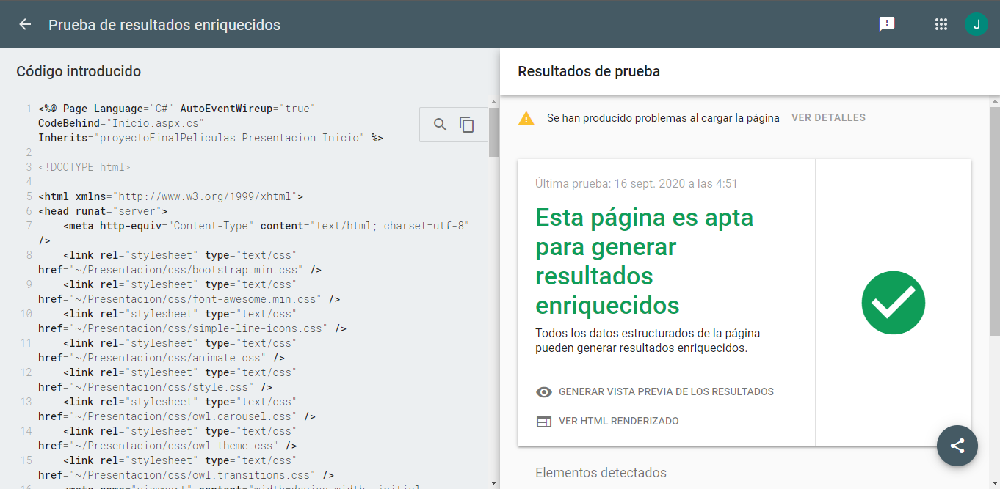 Prueba de resultados enriquecidos
J
Código introducido
1 <%@ Page Language="C#" AutoEventWireup="true"
CodeBehind="Inicio.aspx.cs"
Inherits="proyectoFinalPeliculas.Presentacion.Inicio" %>
2
3 <!DOCTYPE html>
4
5 <html xmlns="http://www.w3.org/1999/xhtml">
6 <head runat="server">
7 <meta http-equiv="Content-Type" content="text/html; charset=utf-8"
/>
8 <link rel="stylesheet" type="text/css"
href="~/Presentacion/css/bootstrap.min.css" />
9 <link rel="stylesheet" type="text/css"
href="~/Presentacion/css/font-awesome.min.css" />
10 <link rel="stylesheet" type="text/css"
href="~/Presentacion/css/simple-line-icons.css" />
11 <link rel="stylesheet" type="text/css"
href="~/Presentacion/css/animate.css" />
12 <link rel="stylesheet" type="text/css"
href="~/Presentacion/css/style.css" />
13 <link rel="stylesheet" type="text/css"
href="~/Presentacion/css/owl.carousel.css" />
14 <link rel="stylesheet" type="text/css"
href="~/Presentacion/css/owl.theme.css" />
15 <link rel="stylesheet" type="text/css"
href="~/Presentacion/css/owl.transitions.css" />
16 <meta name="viewport" content="width=device-width, initial
Resultados de prueba
Se han producido problemas al cargar la página VER DETALLES
Última prueba: 16 sept. 2020 a las 4:51
Esta página es apta
para generar
resultados
enriquecidos
Todos los datos estructurados de la página
pueden generar resultados enriquecidos.
GENERAR VISTA PREVIA DE LOS RESULTADOS
VER HTML RENDERIZADO
Elementos detectados